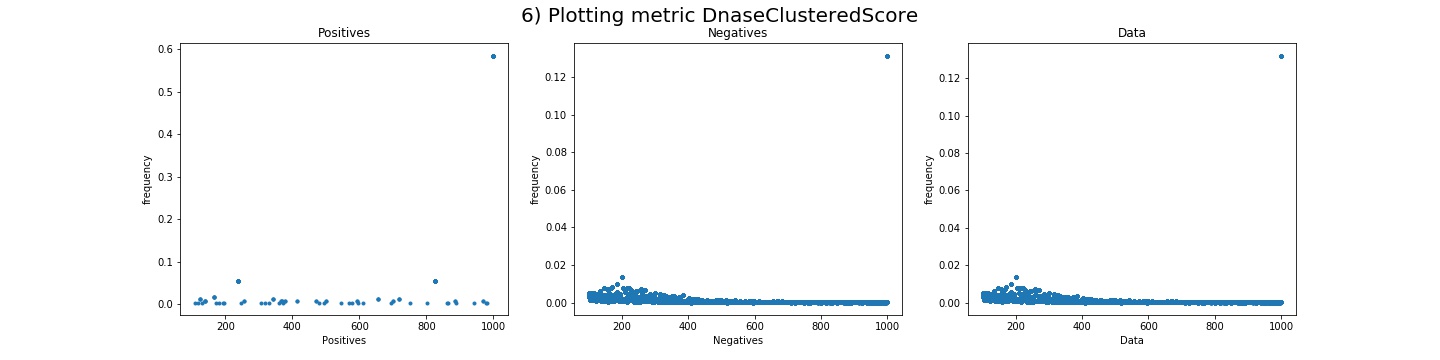 6) Plotting metric DnaseClusteredScore
Positives
0.6
0.5
0.4
0.3
0.2
0.1
0.0
frequency
200 400 600 800 1000
Positives
Negatives
0.12
0.10
0.08
0.06
0.04
0.02
0.00
frequency
200 400 600 800 1000
Negatives
Data
0.12
0.10
0.08
0.06
0.04
0.02
0.00
frequency
200 400 600 800 1000
Data